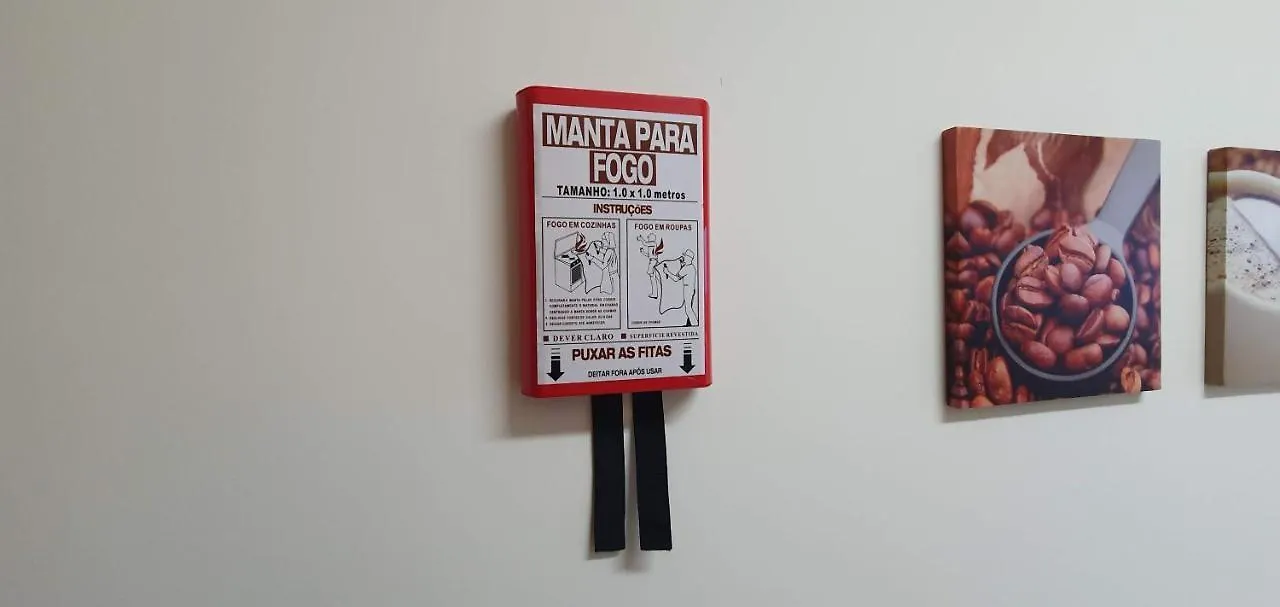 MANTA PARA
FOGO
TAMANHO: 1.0 x 1.0 metros
INSTRUÇõES
FOGO EM COZINHAS
FOGO EM ROUPAS
DEVER CLARO
SUPERFICIE REVESTIDA
PUXAR AS FITAS
DEITAR FORA APÓS USAR